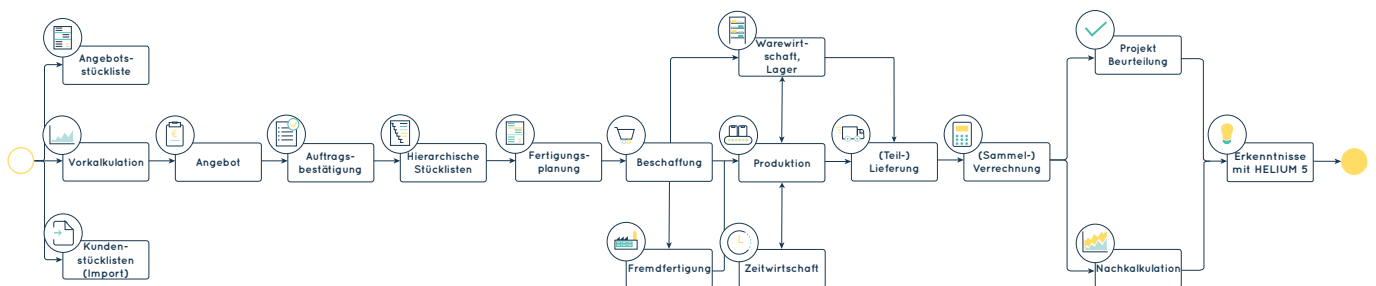 Angebots-
stückliste
Vorkalkulation
Kunden-
stücklisten
(Import)
Angebot
Auftrags-
bestätigung
Hierarchische
Stücklisten
Fertigungs-
planung
Beschaffung
Fremdfertigung
Warewirt-
schaft,
Lager
Produktion
Zeitwirtschaft
(Teil-)
Lieferung
(Sammel-)
Verrechnung
Projekt
Beurteilung
Nachkalkulation
Erkenntnisse
mit HELIUM 5